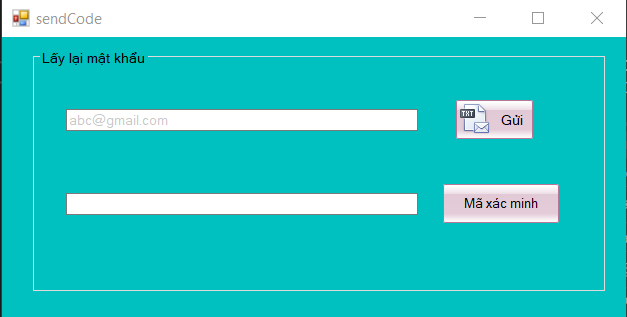 sendCode
Lấy lại mật khẩu
abc@gmail.com
TXT
Gửi
Mã xác minh